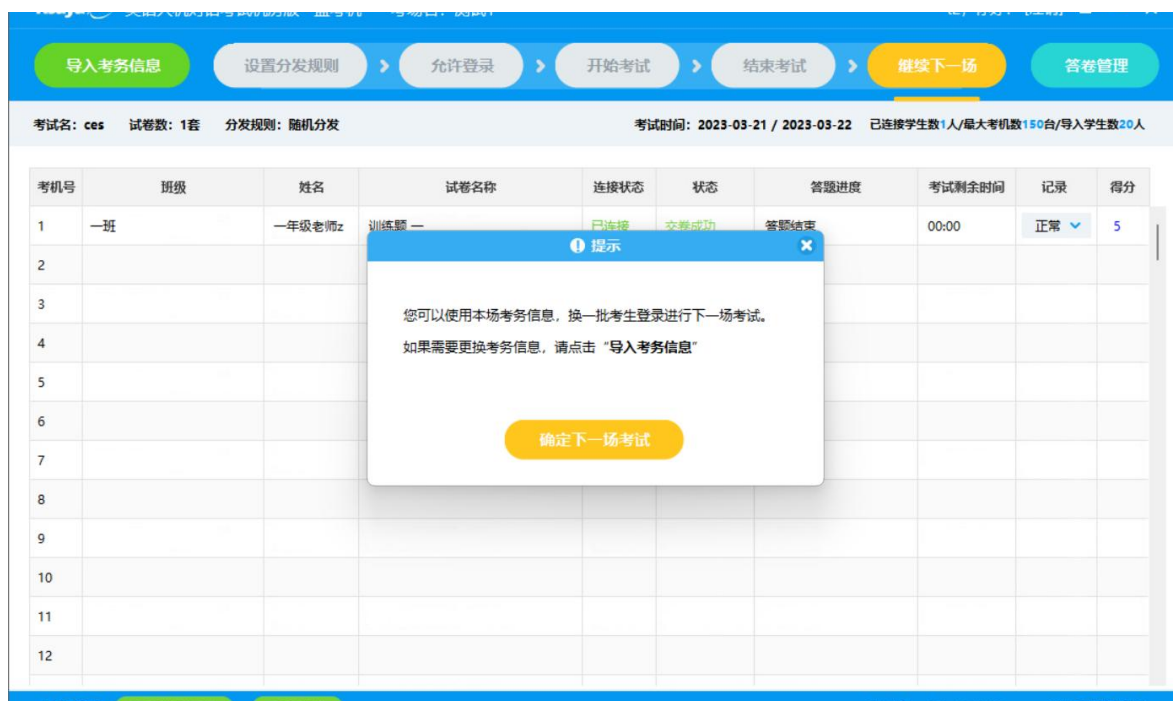 导入考务信息 设置分发规则 允许登录 开始考试 结束考试 继续下一场 答卷管理
考试名：ces 试卷数：1套 分发规则：随机分发 考试时间：2023-03-21 / 2023-03-22 已连接学生数1人/最大考机数150台/导入学生数20人
考机号 班级 姓名 试卷名称 连接状态 状态 答题进度 考试剩余时间 记录 得分
1 一班 一年级老师z 训练题 一 已连接 交卷成功 答题结束 00:00 正常 5
提示
2
3
您可以使用本场考务信息，换一批考生登录进行下一场考试。
4
如果需要更换考务信息，请点击“导入考务信息”
5
6
确定下一场考试
7
8
9
10
11
12